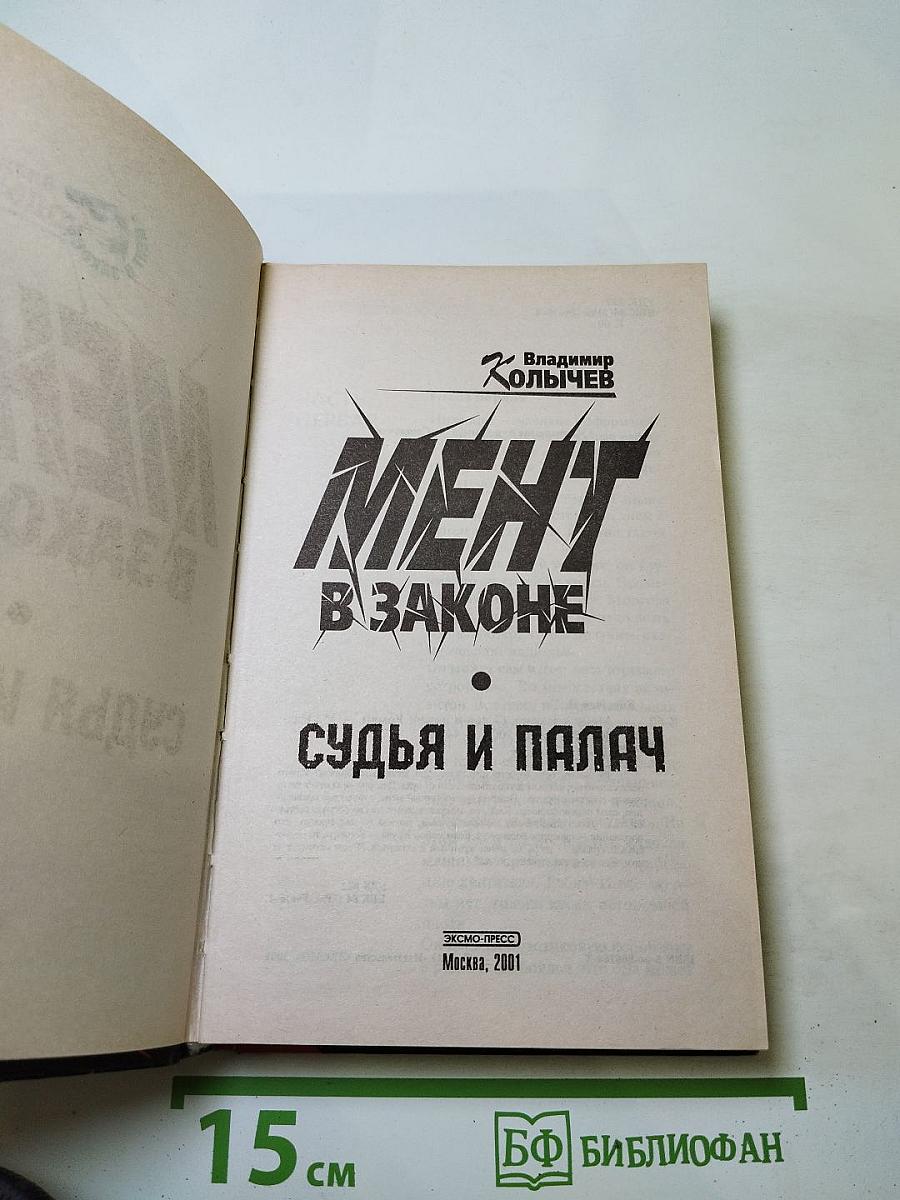 Владимир
Колычев
МЕНТ
В ЗАКОНЕ
•
СУДЬЯ И ПАЛАЧ
ЭКСМО-ПРЕСС
Москва, 2001
15 см
БФ БИБЛИОФАН